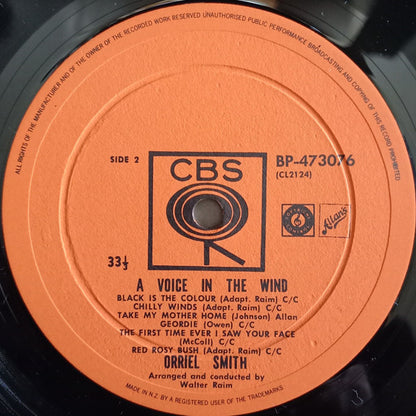 ALL RIGHTS OF THE MANUFACTURER AND OF THE OWNER OF THE RECORDED WORK RESERVED UNAUTHORISED PUBLIC PERFORMANCE BROADCASTING AND COPYING OF THIS RECORD PROHIBITED
SIDE 2
CBS
BP-473076
(CL2124)
Allans
33⅓
A VOICE IN THE WIND
BLACK IS THE COLOUR (Adapt. Raim) C/C
CHILLY WINDS (Adapt. Raim) C/C
TAKE MY MOTHER HOME (Johnson) Allan
GEORDIE (Owen) C/C
THE FIRST TIME EVER I SAW YOUR FACE
(McColl) C/C
RED ROSY BUSH (Adapt. Raim) C/C
ORRIEL SMITH
Arranged and conducted by
Walter Raim
MADE IN N.Z. BY A REGISTERED USER OF THE TRADEMARKS